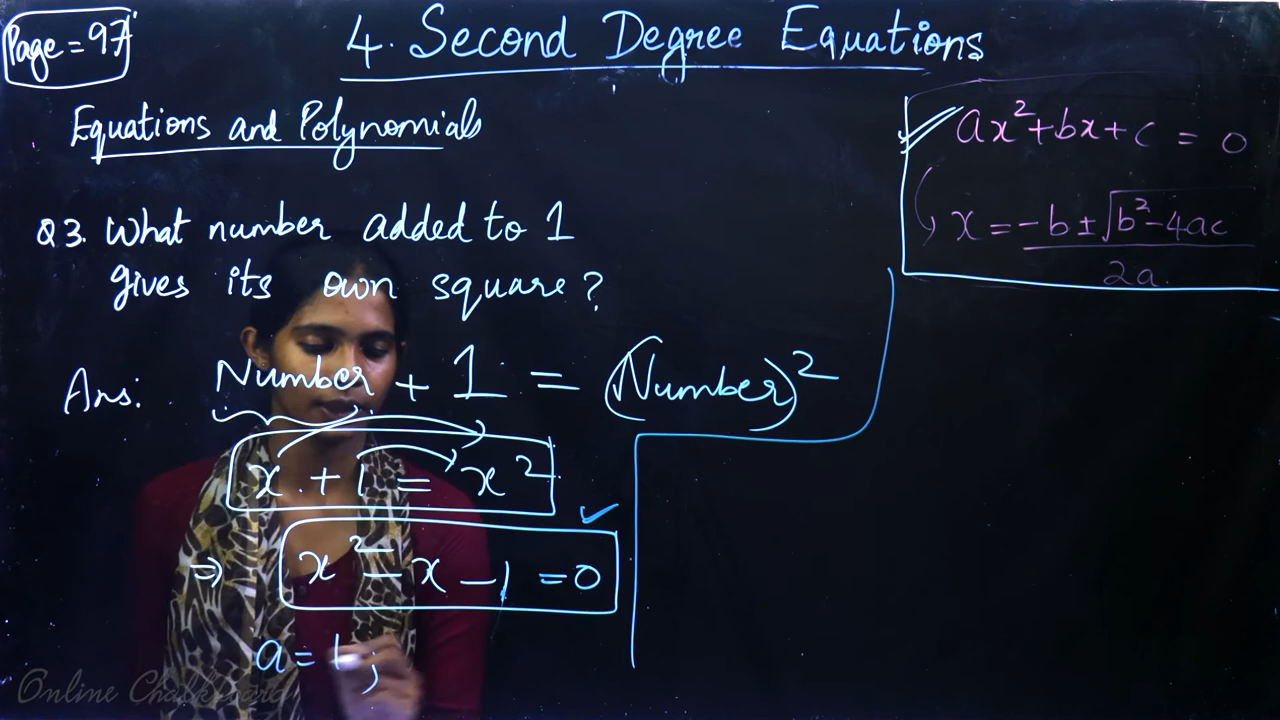 Page = 97
4. Second Degree Equations
Equations and Polynomials
ax²+bx+c = 0
x = -b ± √b²-4ac
2a.
Q3. What number added to 1
gives its own square?
Ans: Number + 1 = (Number)²
x + 1 = x²
⇒ x² - x - 1 = 0
a = 1;
Online Chalkboard